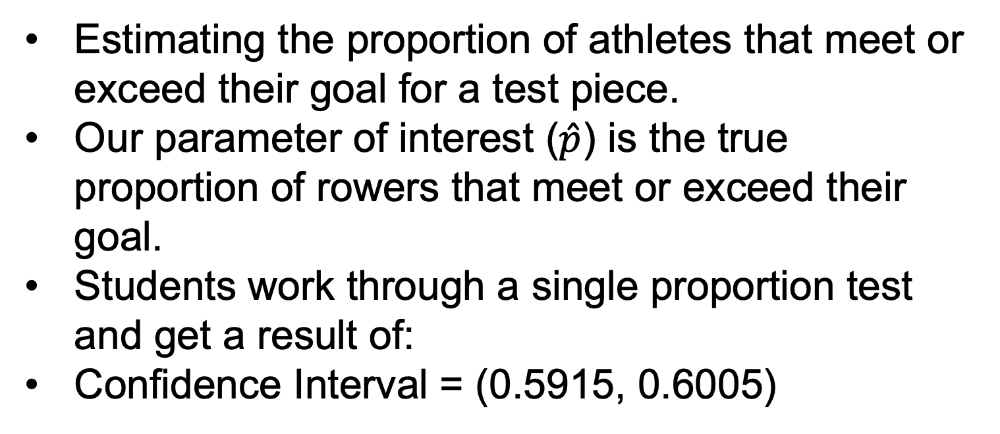 • Estimating the proportion of athletes that meet or
exceed their goal for a test piece.
• Our parameter of interest (p̂) is the true
proportion of rowers that meet or exceed their
goal.
• Students work through a single proportion test
and get a result of:
• Confidence Interval = (0.5915, 0.6005)